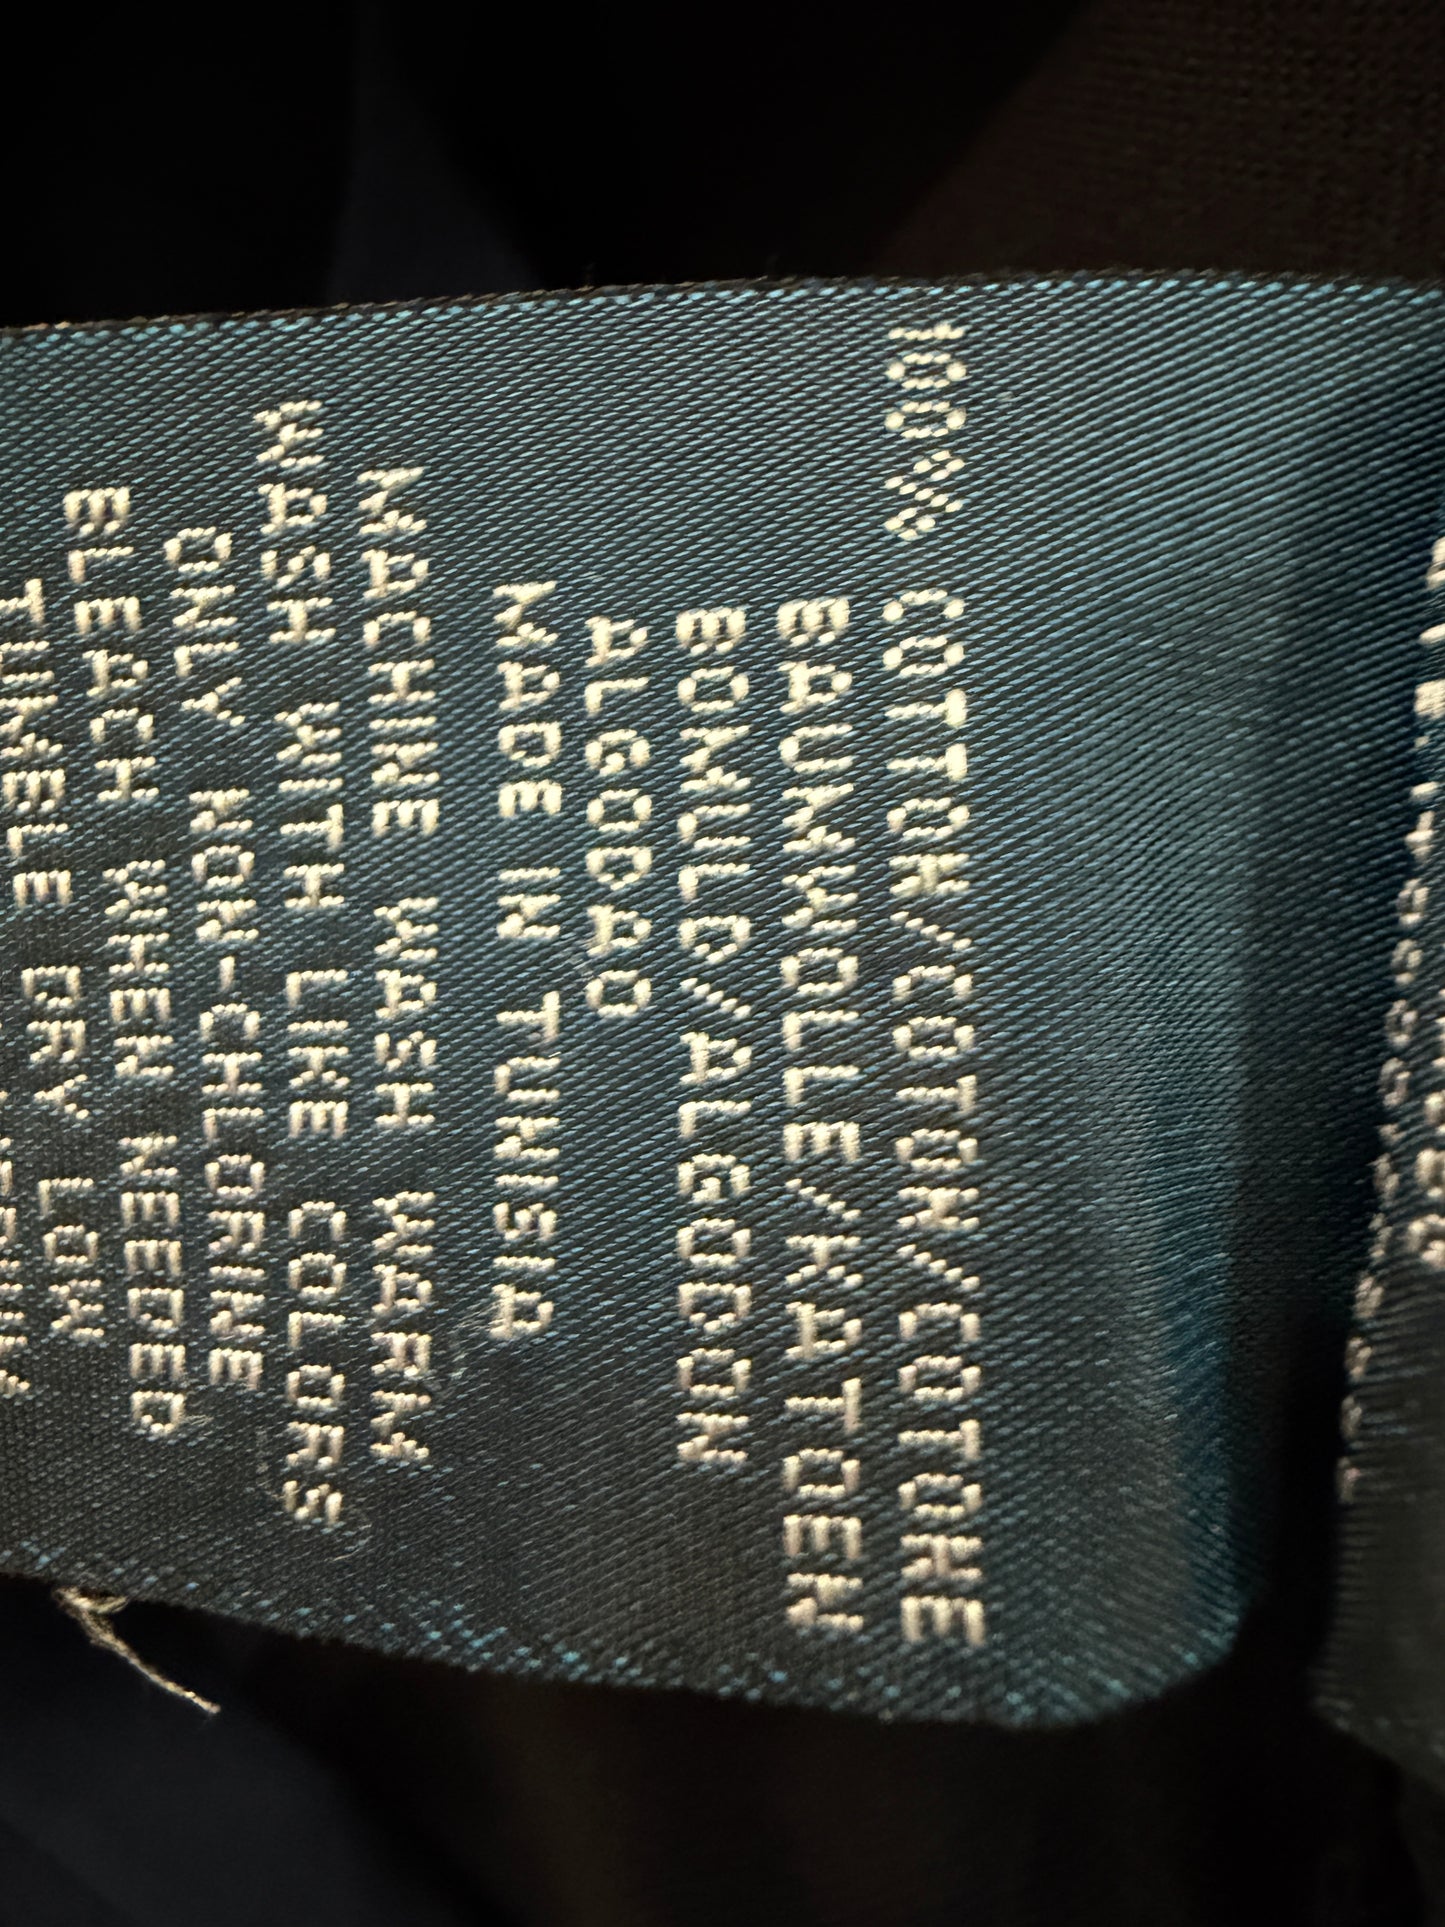 100% COTTON/COTON/COTONE
BAUMWOLLE/KATOEN
BOMULD/ALGODON
ALGODAO
MADE IN TUNISIA
MACHINE WASH WARM
WASH WITH LIKE COLORS
ONLY NON-CHLORINE
BLEACH WHEN NEEDED
TUMBLE DRY LOW